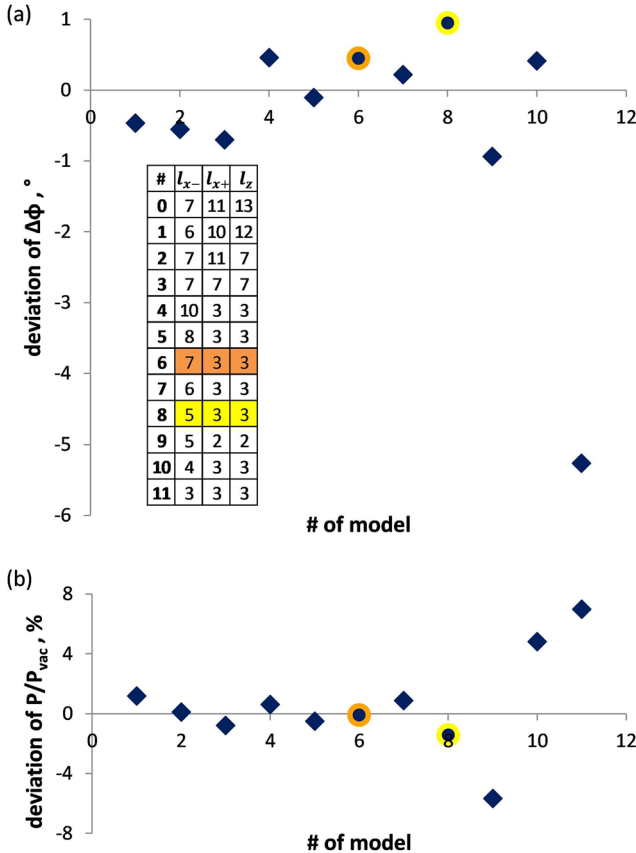 (a)
deviation of Δϕ , °
1
0
-1
-2
-3
-4
-5
-6
0 2 4 6 8 10 12
# lx− lx+ lz
0 7 11 13
1 6 10 12
2 7 11 7
3 7 7 7
4 10 3 3
5 8 3 3
6 7 3 3
7 6 3 3
8 5 3 3
9 5 2 2
10 4 3 3
11 3 3 3
# of model
(b)
deviation of P/Pvac , %
8
4
0
-4
-8
0 2 4 6 8 10 12
# of model